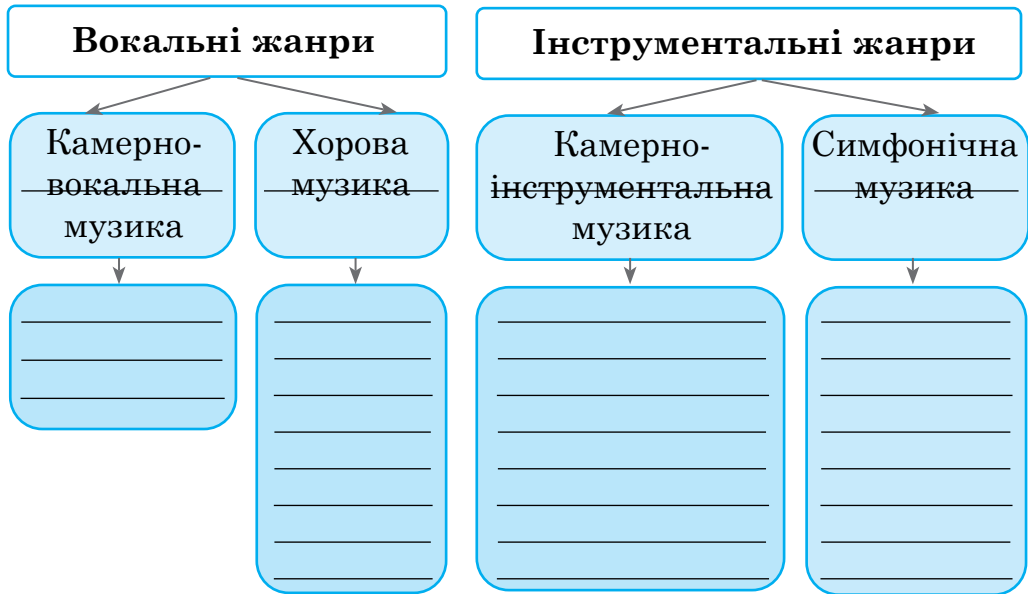 Вокальні жанри
Інструментальні жанри
Камерно-
вокальна
музика
Хорова
музика
Камерно-
інструментальна
музика
Симфонічна
музика